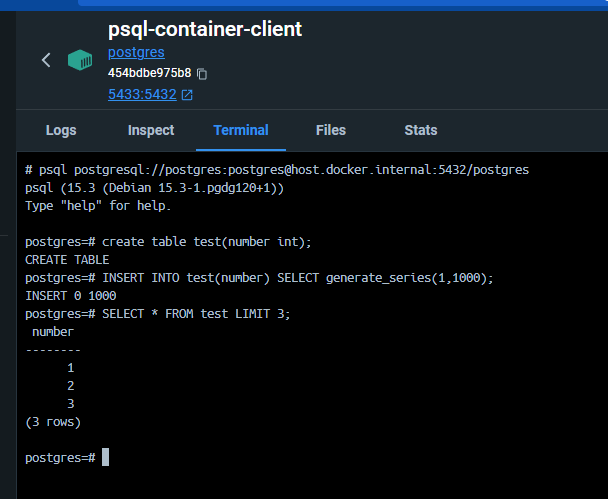 psql-container-client
postgres
454bdbe975b8
5433:5432
Logs Inspect Terminal Files Stats
# psql postgresql://postgres:postgres@host.docker.internal:5432/postgres
psql (15.3 (Debian 15.3-1.pgdg120+1))
Type "help" for help.
postgres=# create table test(number int);
CREATE TABLE
postgres=# INSERT INTO test(number) SELECT generate_series(1,1000);
INSERT 0 1000
postgres=# SELECT * FROM test LIMIT 3;
number
--------
1
2
3
(3 rows)
postgres=#